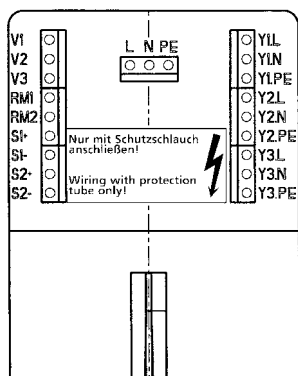 V1
V2
V3
RM1
RM2
S1+
S1-
S2+
S2-
L N PE
Nur mit Schutzschlauch
anschließen!
Wiring with protection
tube only!
Y1.L
Y1.N
Y1.PE
Y2.L
Y2.N
Y2.PE
Y3.L
Y3.N
Y3.PE